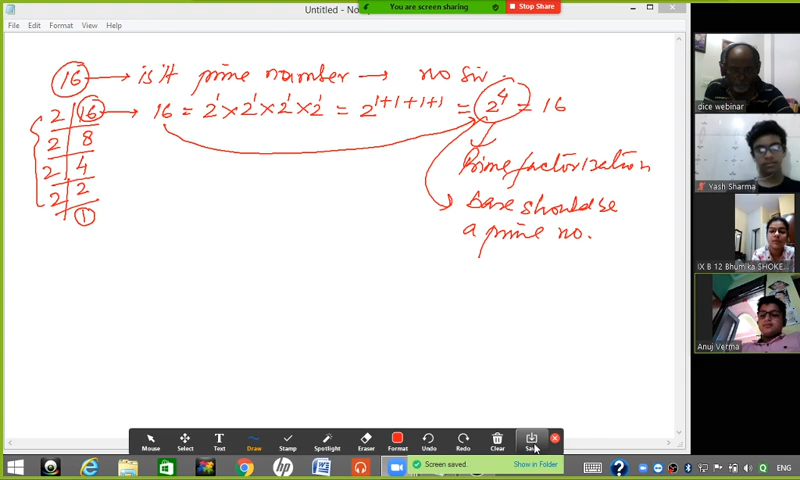 Untitled - No
You are screen sharing
Stop Share
File Edit Format View Help
16 → is it prime number → no sir.
2 | 16 → 16 = 2¹ × 2¹ × 2¹ × 2¹ = 2¹⁺¹⁺¹⁺¹ = 2⁴ = 16
2 | 8
2 | 4
2 | 2
1
Prime factorization
base should be
a prime no.
dice webinar
Yash Sharma
IX B 12 Bhumika SHOKE
Anuj Verma
Mouse Select Text Draw Stamp Spotlight Eraser Format Undo Redo Clear Save
Screen saved. Show in Folder
ENG